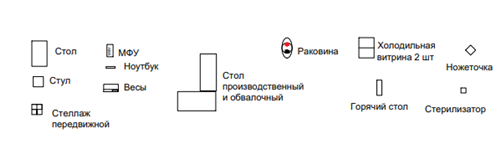 Стол
Стул
Стеллаж
передвижной
МФУ
Ноутбук
Весы
Стол
производственный
и обвалочный
Раковина
Холодильная
витрина 2 шт
Горячий стол
Ножеточка
Стерилизатор